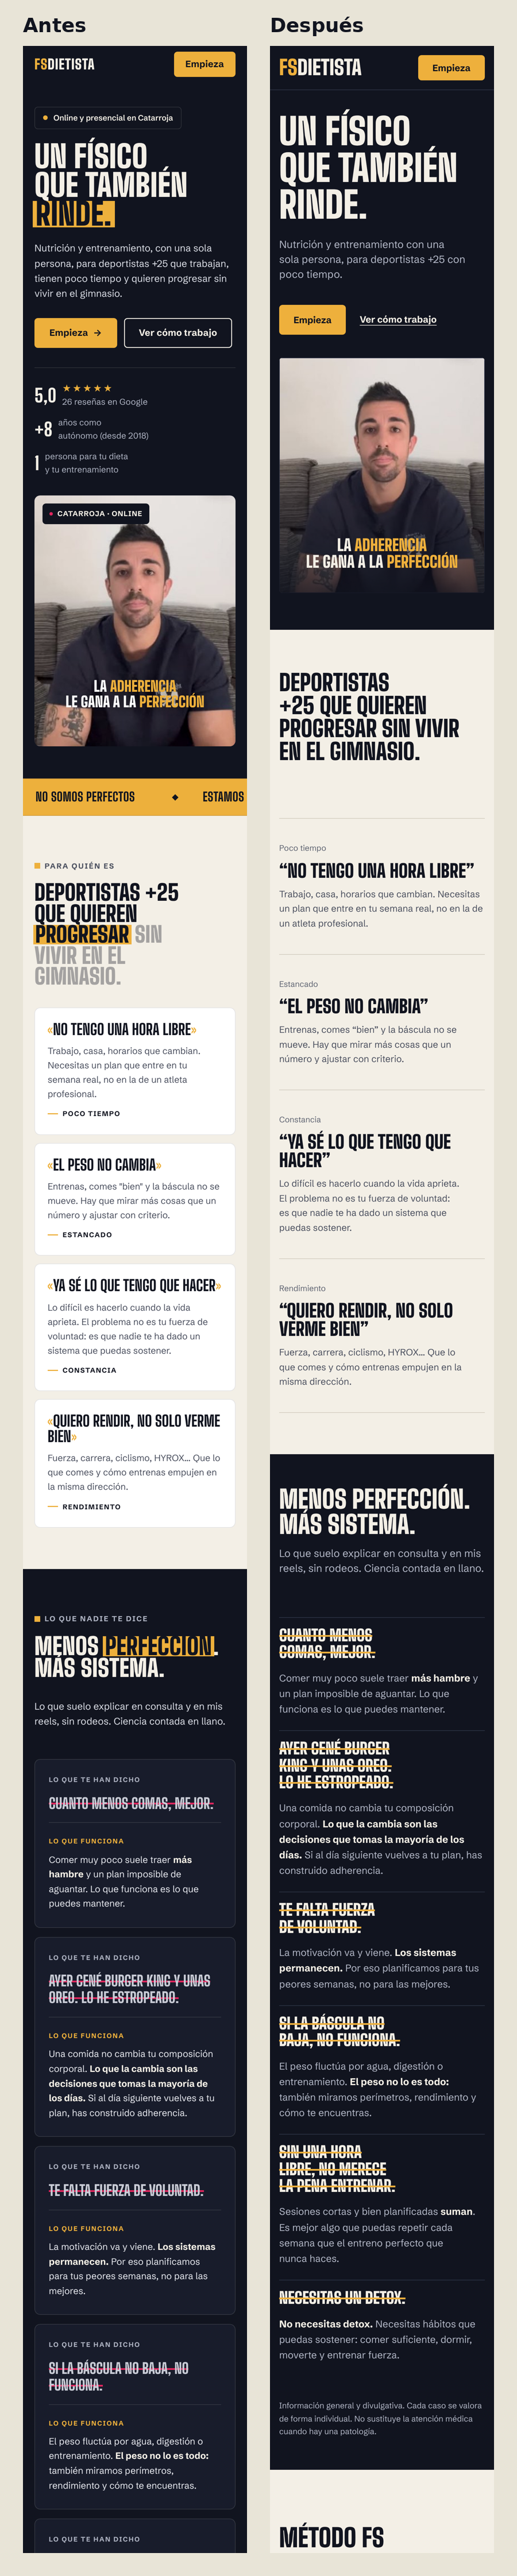 Antes
FSDIETISTA
Empieza
Online y presencial en Catarroja
UN FÍSICO
QUE TAMBIÉN
RINDE.
Nutrición y entrenamiento, con una sola
persona, para deportistas +25 que trabajan,
tienen poco tiempo y quieren progresar sin
vivir en el gimnasio.
Empieza →
Ver cómo trabajo
5,0 ★★★★★
26 reseñas en Google
+8 años como
autónomo (desde 2018)
1 persona para tu dieta
y tu entrenamiento
CATARROJA · ONLINE
LA ADHERENCIA
LE GANA A LA PERFECCIÓN
NO SOMOS PERFECTOS ◆ ESTAMOS
PARA QUIÉN ES
DEPORTISTAS +25
QUE QUIEREN
PROGRESAR SIN
VIVIR EN EL
GIMNASIO.
«NO TENGO UNA HORA LIBRE»
Trabajo, casa, horarios que cambian.
Necesitas un plan que entre en tu
semana real, no en la de un atleta
profesional.
POCO TIEMPO
«EL PESO NO CAMBIA»
Entrenas, comes "bien" y la báscula no se
mueve. Hay que mirar más cosas que un
número y ajustar con criterio.
ESTANCADO
«YA SÉ LO QUE TENGO QUE HACER»
Lo difícil es hacerlo cuando la vida
aprieta. El problema no es tu fuerza de
voluntad: es que nadie te ha dado un
sistema que puedas sostener.
CONSTANCIA
«QUIERO RENDIR, NO SOLO VERME
BIEN»
Fuerza, carrera, ciclismo, HYROX... Que lo
que comes y cómo entrenas empujen en
la misma dirección.
RENDIMIENTO
LO QUE NADIE TE DICE
MENOS PERFECCIÓN.
MÁS SISTEMA.
Lo que suelo explicar en consulta y en mis
reels, sin rodeos. Ciencia contada en llano.
LO QUE TE HAN DICHO
CUANTO MENOS COMAS, MEJOR.
LO QUE FUNCIONA
Comer muy poco suele traer más
hambre y un plan imposible de
aguantar. Lo que funciona es lo que
puedes mantener.
LO QUE TE HAN DICHO
AYER CENÉ BURGER KING Y UNAS
OREO. LO HE ESTROPEADO.
LO QUE FUNCIONA
Una comida no cambia tu composición
corporal. Lo que la cambia son las
decisiones que tomas la mayoría de
los días. Si al día siguiente vuelves a tu
plan, has construido adherencia.
LO QUE TE HAN DICHO
TE FALTA FUERZA DE VOLUNTAD.
LO QUE FUNCIONA
La motivación va y viene. Los sistemas
permanecen. Por eso planificamos
para tus peores semanas, no para las
mejores.
LO QUE TE HAN DICHO
SI LA BÁSCULA NO BAJA, NO
FUNCIONA.
LO QUE FUNCIONA
El peso fluctúa por agua, digestión o
entrenamiento. El peso no lo es todo:
también miramos perímetros,
rendimiento y cómo te encuentras.
LO QUE TE HAN DICHO
Después
FSDIETISTA
Empieza
UN FÍSICO
QUE TAMBIÉN
RINDE.
Nutrición y entrenamiento con una
sola persona, para deportistas +25 con
poco tiempo.
Empieza
Ver cómo trabajo
LA ADHERENCIA
LE GANA A LA PERFECCIÓN
DEPORTISTAS
+25 QUE QUIEREN
PROGRESAR SIN VIVIR
EN EL GIMNASIO.
Poco tiempo
“NO TENGO UNA HORA LIBRE”
Trabajo, casa, horarios que cambian. Necesitas
un plan que entre en tu semana real, no en la de
un atleta profesional.
Estancado
“EL PESO NO CAMBIA”
Entrenas, comes “bien” y la báscula no se
mueve. Hay que mirar más cosas que un
número y ajustar con criterio.
Constancia
“YA SÉ LO QUE TENGO QUE
HACER”
Lo difícil es hacerlo cuando la vida aprieta.
El problema no es tu fuerza de voluntad:
es que nadie te ha dado un sistema que
puedas sostener.
Rendimiento
“QUIERO RENDIR, NO SOLO
VERME BIEN”
Fuerza, carrera, ciclismo, HYROX... Que lo
que comes y cómo entrenas empujen en la
misma dirección.
MENOS PERFECCIÓN.
MÁS SISTEMA.
Lo que suelo explicar en consulta y en mis
reels, sin rodeos. Ciencia contada en llano.
CUANTO MENOS
COMAS, MEJOR.
Comer muy poco suele traer más hambre y
un plan imposible de aguantar. Lo que
funciona es lo que puedes mantener.
AYER CENÉ BURGER
KING Y UNAS OREO.
LO HE ESTROPEADO.
Una comida no cambia tu composición
corporal. Lo que la cambia son las
decisiones que tomas la mayoría de los
días. Si al día siguiente vuelves a tu plan, has
construido adherencia.
TE FALTA FUERZA
DE VOLUNTAD.
La motivación va y viene. Los sistemas
permanecen. Por eso planificamos para tus
peores semanas, no para las mejores.
SI LA BÁSCULA NO
BAJA, NO FUNCIONA.
El peso fluctúa por agua, digestión o
entrenamiento. El peso no lo es todo:
también miramos perímetros, rendimiento y
cómo te encuentras.
SIN UNA HORA
LIBRE, NO MERECE
LA PENA ENTRENAR.
Sesiones cortas y bien planificadas suman.
Es mejor algo que puedas repetir cada
semana que el entreno perfecto que
nunca haces.
NECESITAS UN DETOX.
No necesitas detox. Necesitas hábitos que
puedas sostener: comer suficiente, dormir,
moverte y entrenar fuerza.
Información general y divulgativa. Cada caso se valora
de forma individual. No sustituye la atención médica
cuando hay una patología.
MÉTODO FS